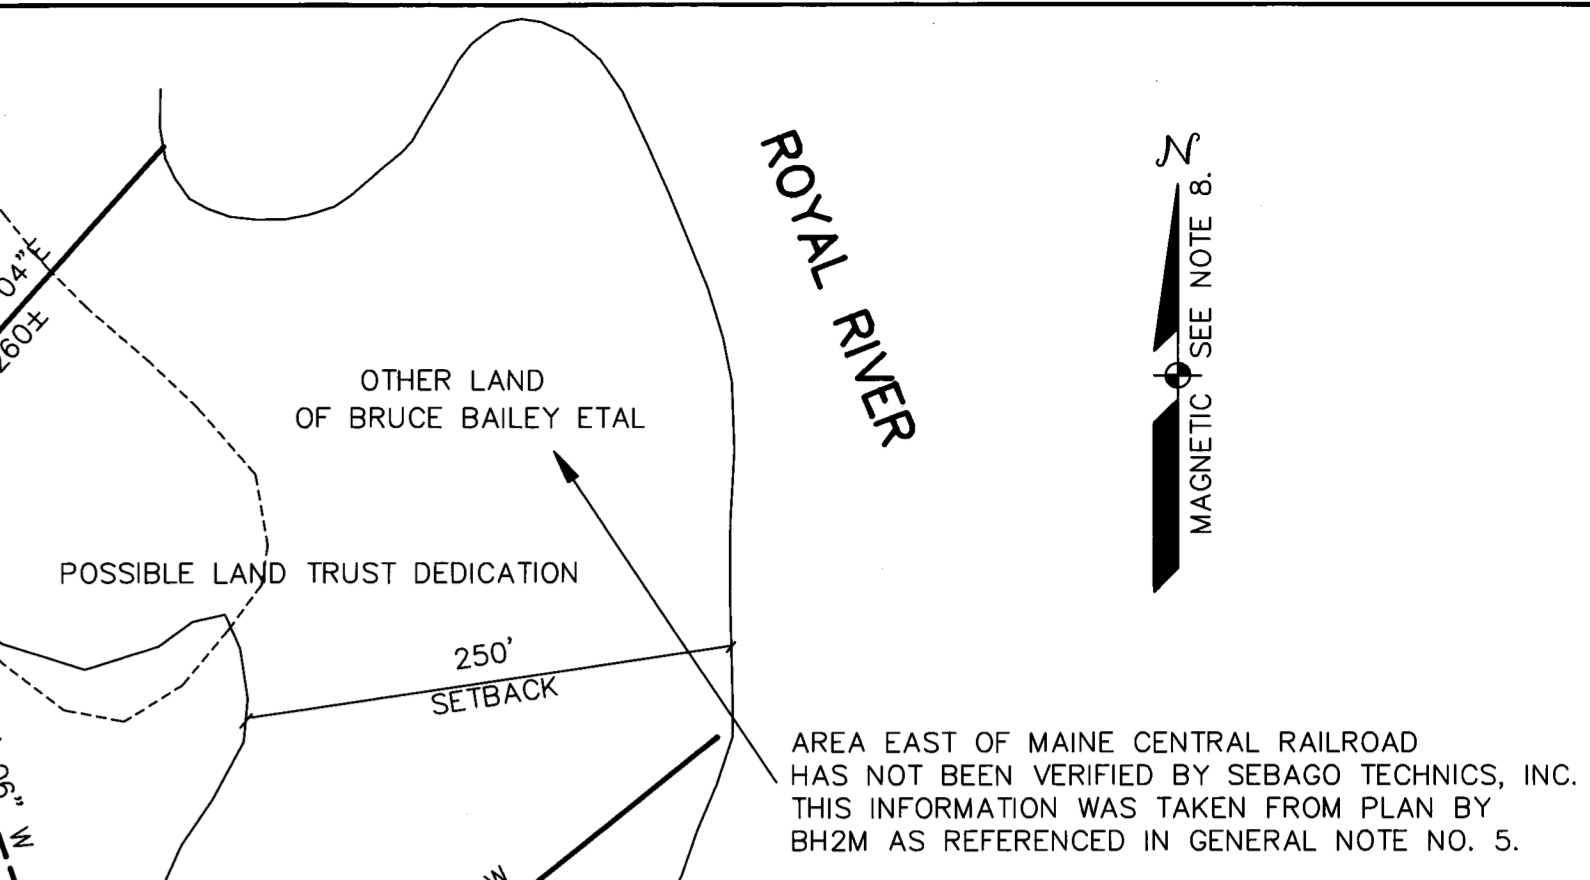 ROYAL RIVER
N
MAGNETIC SEE NOTE 8.
04" E
260±
OTHER LAND
OF BRUCE BAILEY ETAL
POSSIBLE LAND TRUST DEDICATION
250'
SETBACK
AREA EAST OF MAINE CENTRAL RAILROAD
HAS NOT BEEN VERIFIED BY SEBAGO TECHNICS, INC.
THIS INFORMATION WAS TAKEN FROM PLAN BY
BH2M AS REFERENCED IN GENERAL NOTE NO. 5.
06" W
W